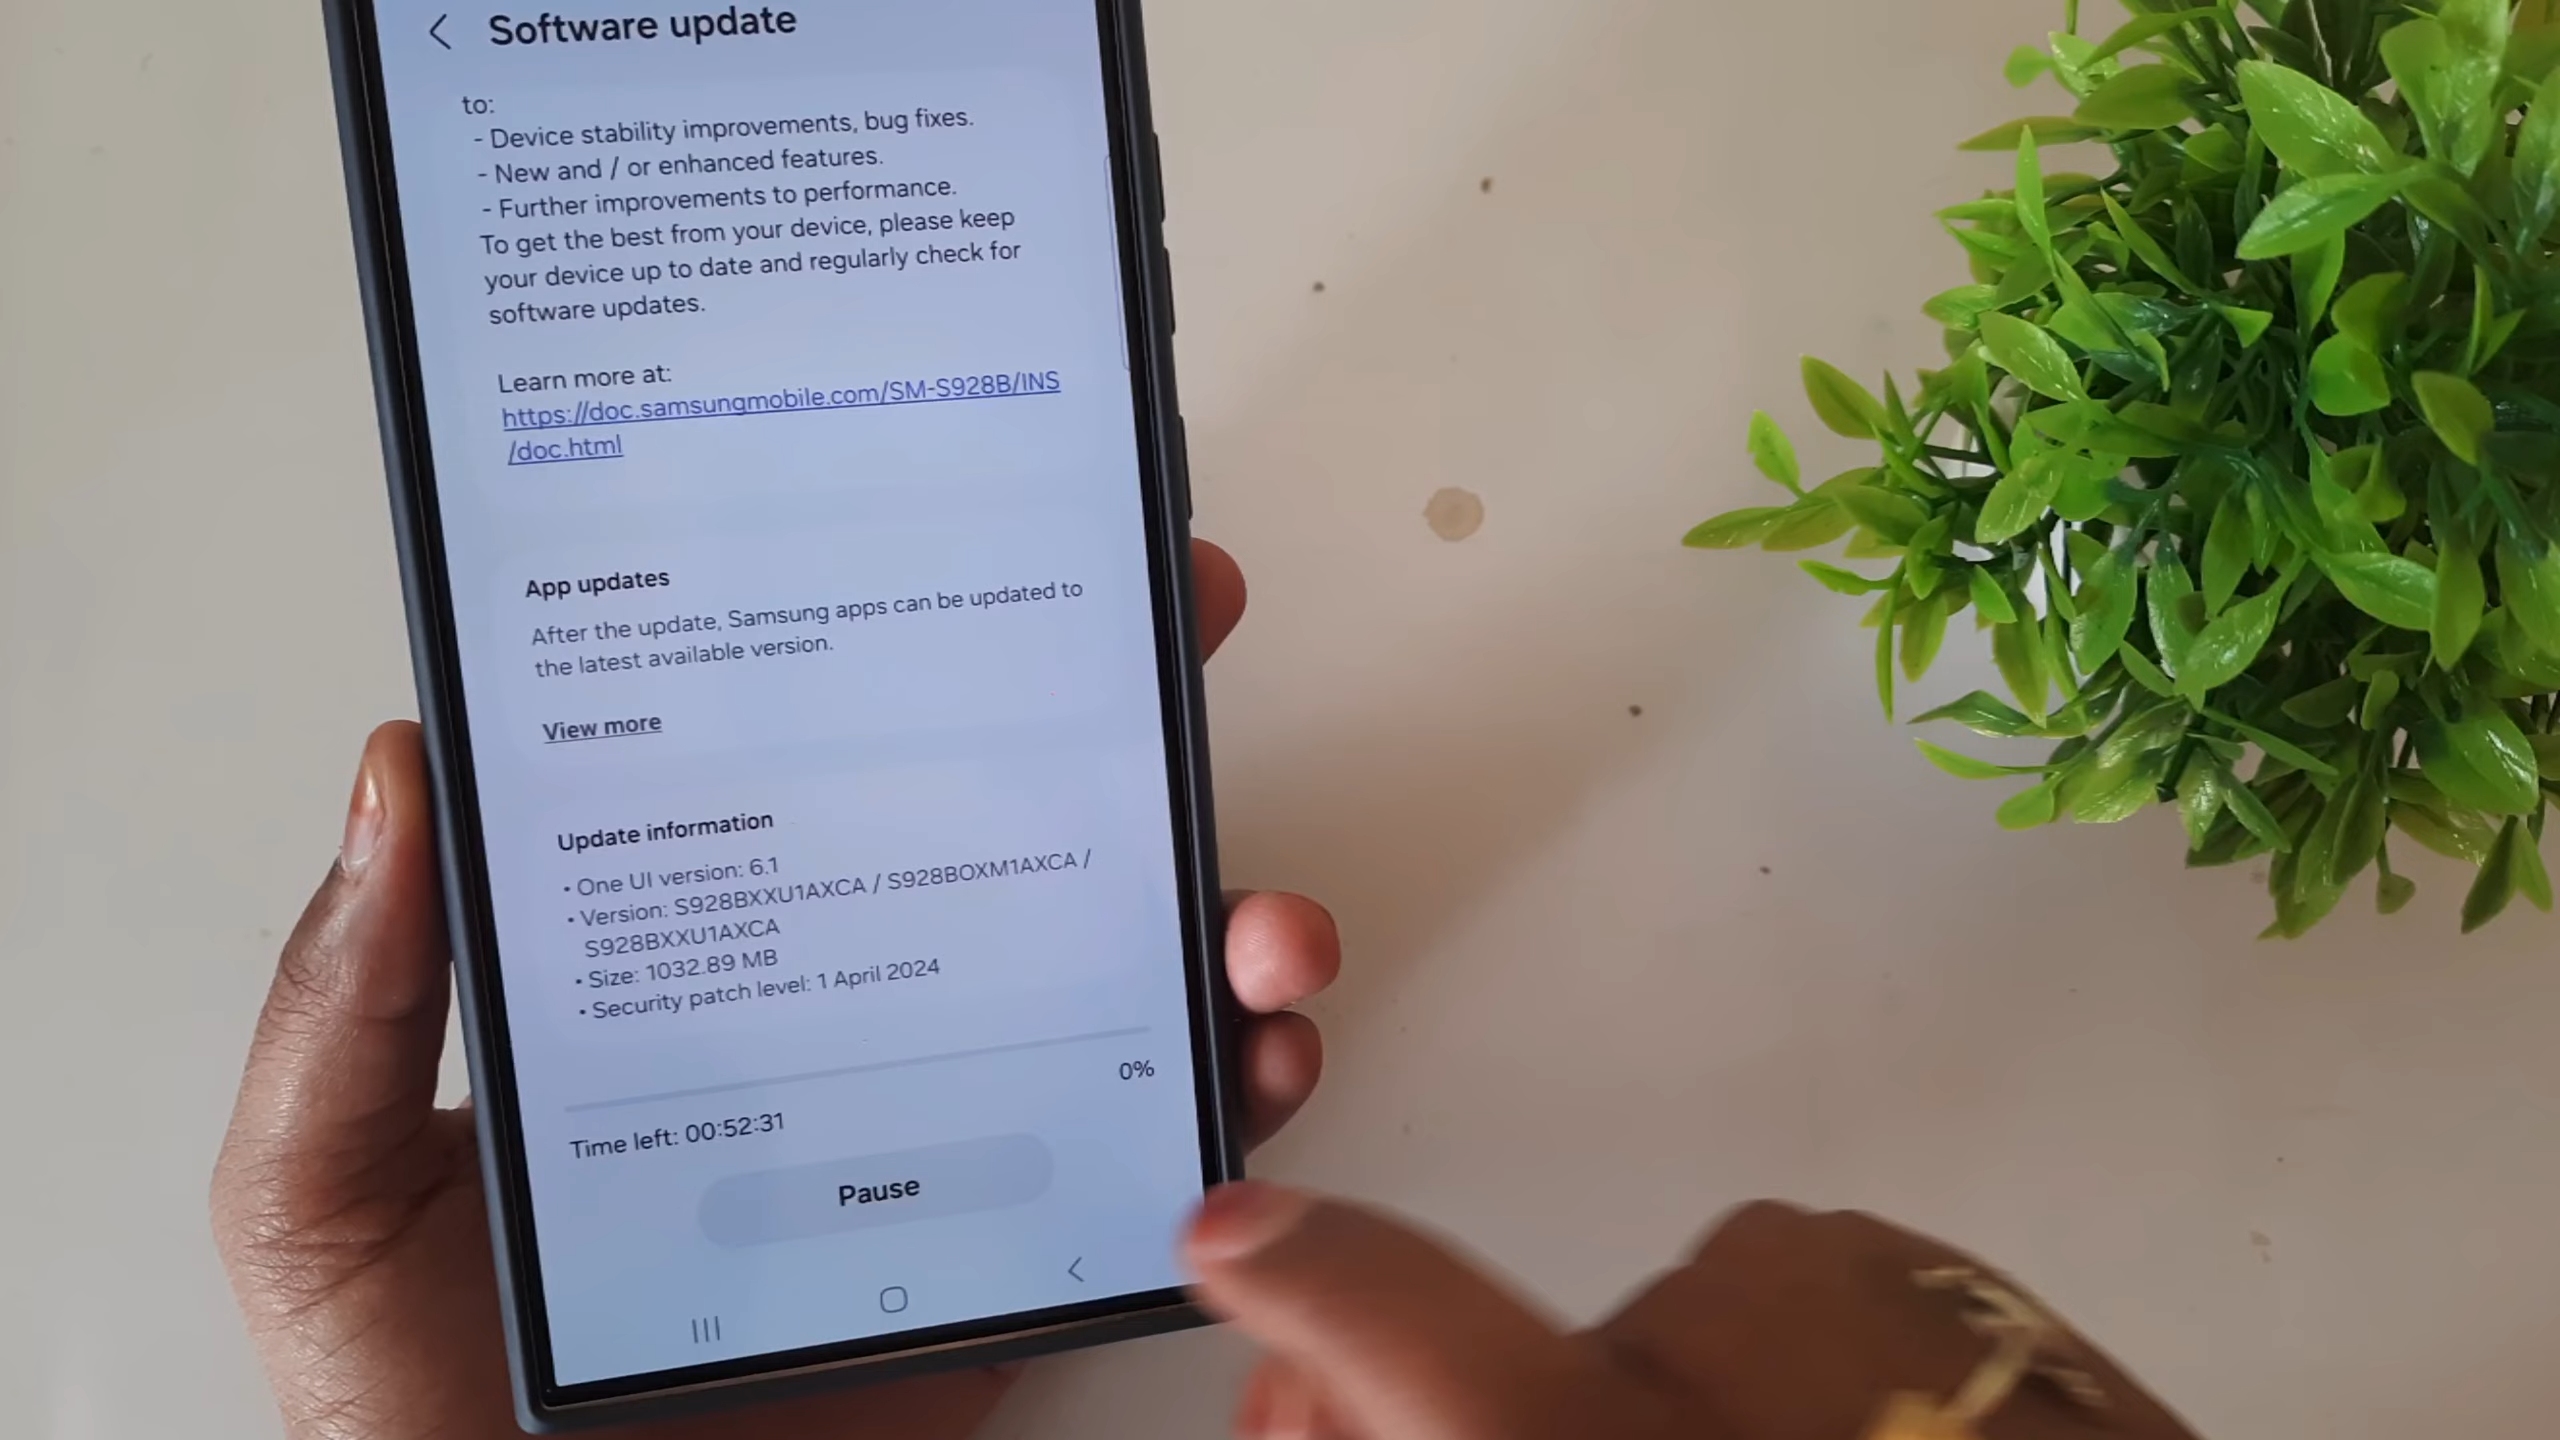 Software update
to:
- Device stability improvements, bug fixes.
- New and / or enhanced features.
- Further improvements to performance.
To get the best from your device, please keep
your device up to date and regularly check for
software updates.
Learn more at:
https://doc.samsungmobile.com/SM-S928B/INS
/doc.html
App updates
After the update, Samsung apps can be updated to
the latest available version.
View more
Update information
• One UI version: 6.1
• Version: S928BXXU1AXCA / S928BOXM1AXCA /
S928BXXU1AXCA
• Size: 1032.89 MB
• Security patch level: 1 April 2024
0%
Time left: 00:52:31
Pause